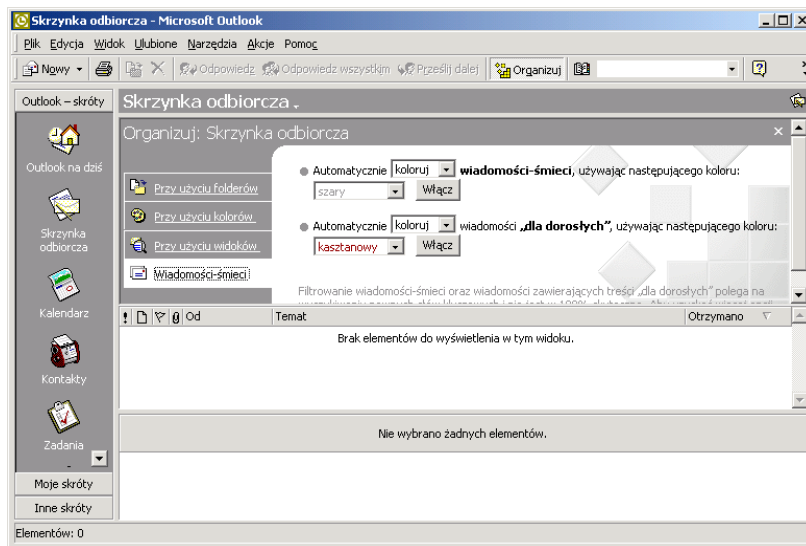 Skrzynka odbiorcza - Microsoft Outlook
Plik Edycja Widok Ulubione Narzędzia Akcje Pomoc
Nowy Odpowiedz Odpowiedz wszystkim Prześlij dalej Organizuj
Outlook – skróty
Skrzynka odbiorcza
Organizuj: Skrzynka odbiorcza
Outlook na dziś
Skrzynka
odbiorcza
Kalendarz
Kontakty
Zadania
Moje skróty
Inne skróty
Przy użyciu folderów
Przy użyciu kolorów
Przy użyciu widoków
Wiadomości-śmieci
Automatycznie koloruj wiadomości-śmieci, używając następującego koloru:
szary Włącz
Automatycznie koloruj wiadomości „dla dorosłych”, używając następującego koloru:
kasztanowy Włącz
Filtrowanie wiadomości-śmieci oraz wiadomości zawierających treści „dla dorosłych” polega na
Od Temat Otrzymano
Brak elementów do wyświetlenia w tym widoku.
Nie wybrano żadnych elementów.
Elementów: 0